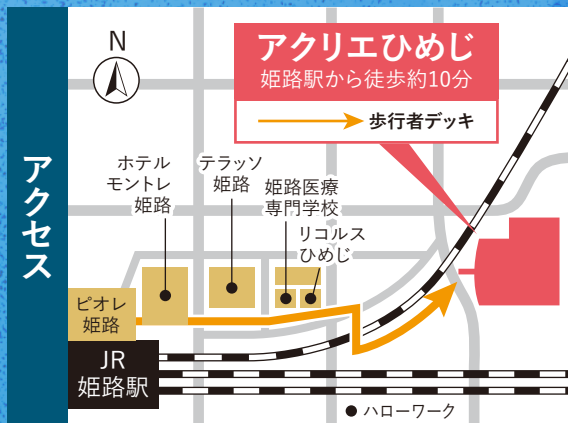 アクセス
N
アクリエひめじ
姫路駅から徒歩約10分
歩行者デッキ
ホテル
モントレ
姫路
テラッソ
姫路
姫路医療
専門学校
リコルス
ひめじ
ピオレ
姫路
JR
姫路駅
ハローワーク